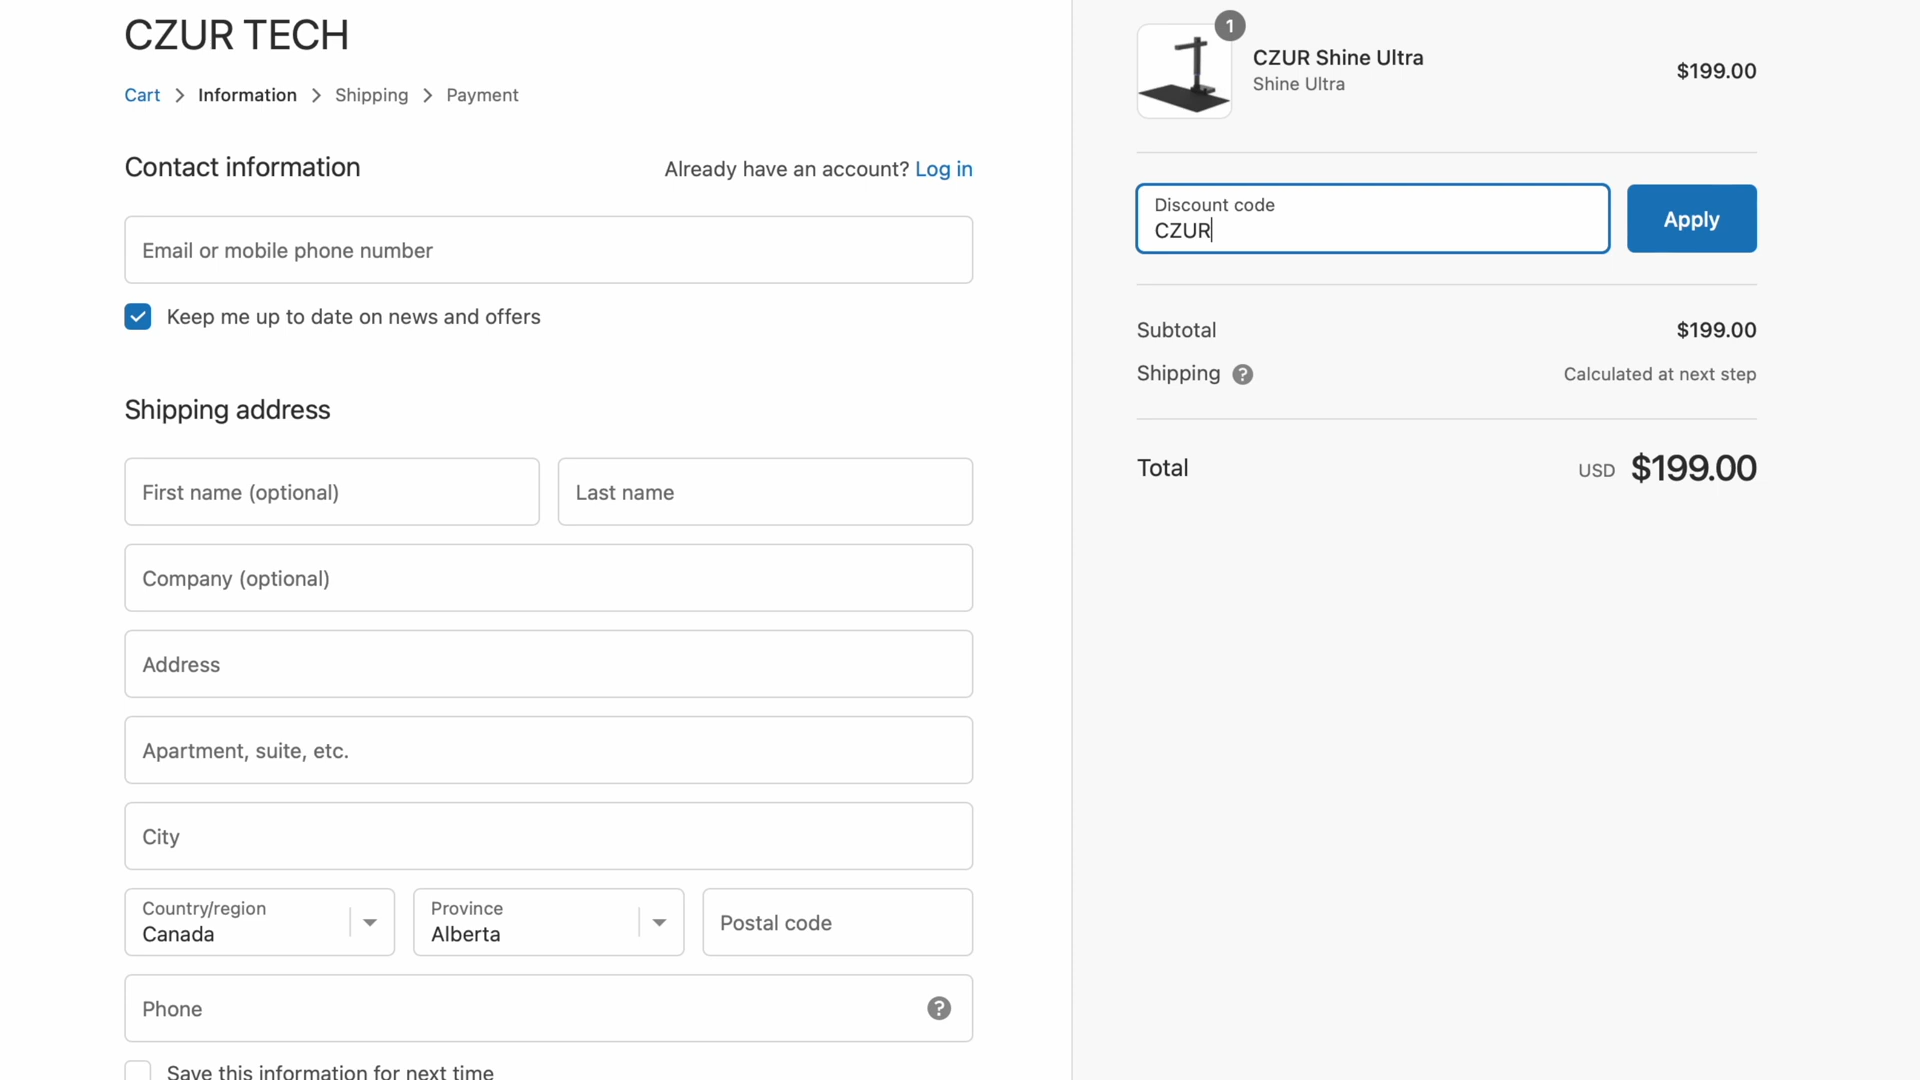 CZUR TECH
Cart > Information > Shipping > Payment
Contact information
Already have an account? Log in
Email or mobile phone number
Keep me up to date on news and offers
Shipping address
First name (optional)
Last name
Company (optional)
Address
Apartment, suite, etc.
City
Country/region
Canada
Province
Alberta
Postal code
Phone
?
Save this information for next time
1
CZUR Shine Ultra
Shine Ultra
$199.00
Discount code
CZUR
Apply
Subtotal
$199.00
Shipping ?
Calculated at next step
Total
USD $199.00